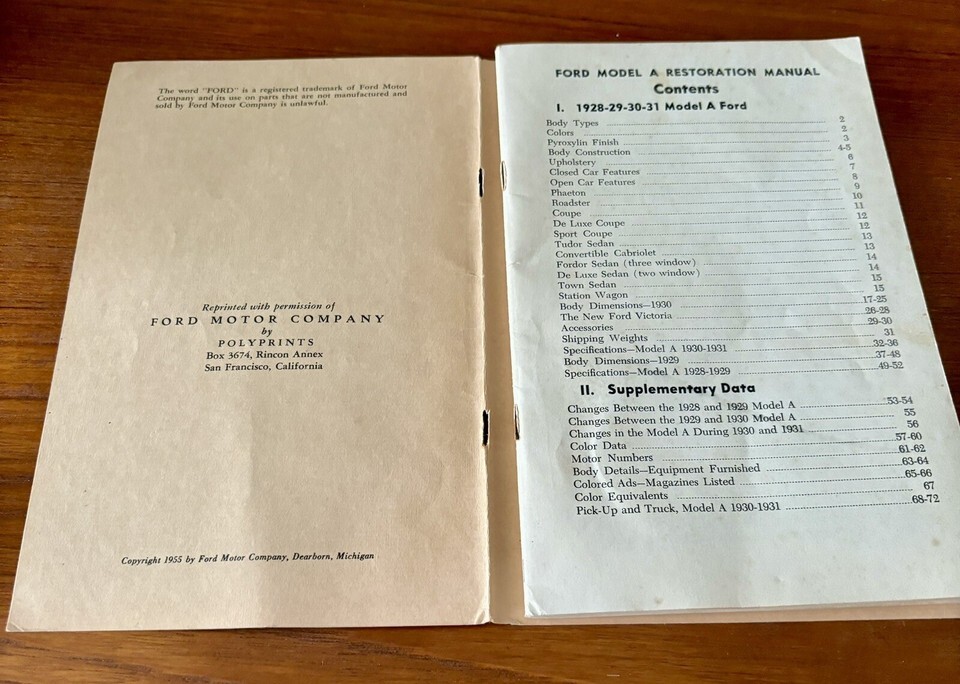 The word "FORD" is a registered trademark of Ford Motor
Company and its use on parts that are not manufactured and
sold by Ford Motor Company is unlawful.
Reprinted with permission of
FORD MOTOR COMPANY
by
POLYPRINTS
Box 3674, Rincon Annex
San Francisco, California
Copyright 1955 by Ford Motor Company, Dearborn, Michigan
FORD MODEL A RESTORATION MANUAL
Contents
I. 1928-29-30-31 Model A Ford
Body Types 2
Colors 2
Pyroxylin Finish 3
Body Construction 4-5
Upholstery 6
Closed Car Features 7
Open Car Features 8
Phaeton 9
Roadster 10
Coupe 11
De Luxe Coupe 12
Sport Coupe 12
Tudor Sedan 13
Convertible Cabriolet 13
Fordor Sedan (three window) 14
De Luxe Sedan (two window) 14
Town Sedan 15
Station Wagon 15
Body Dimensions—1930 17-25
The New Ford Victoria 26-28
Accessories 29-30
Shipping Weights 31
Specifications—Model A 1930-1931 32-36
Body Dimensions—1929 37-48
Specifications—Model A 1928-1929 49-52
II. Supplementary Data
Changes Between the 1928 and 1929 Model A 53-54
Changes Between the 1929 and 1930 Model A 55
Changes in the Model A During 1930 and 1931 56
Color Data 57-60
Motor Numbers 61-62
Body Details—Equipment Furnished 63-64
Colored Ads—Magazines Listed 65-66
Color Equivalents 67
Pick-Up and Truck, Model A 1930-1931 68-72